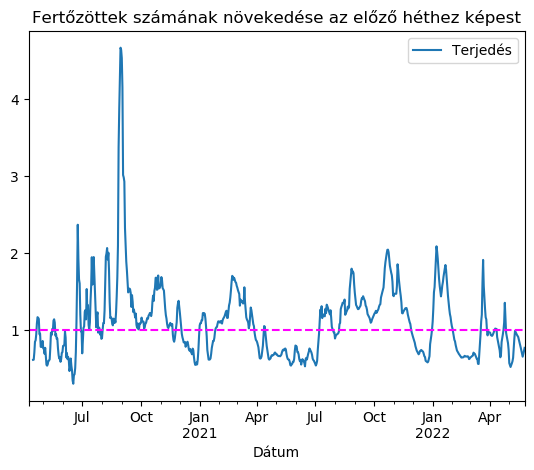 Fertőzöttek számának növekedése az előző héthez képest
Terjedés
4
3
2
1
Jul Oct Jan Apr Jul Oct Jan Apr
2021 2022
Dátum